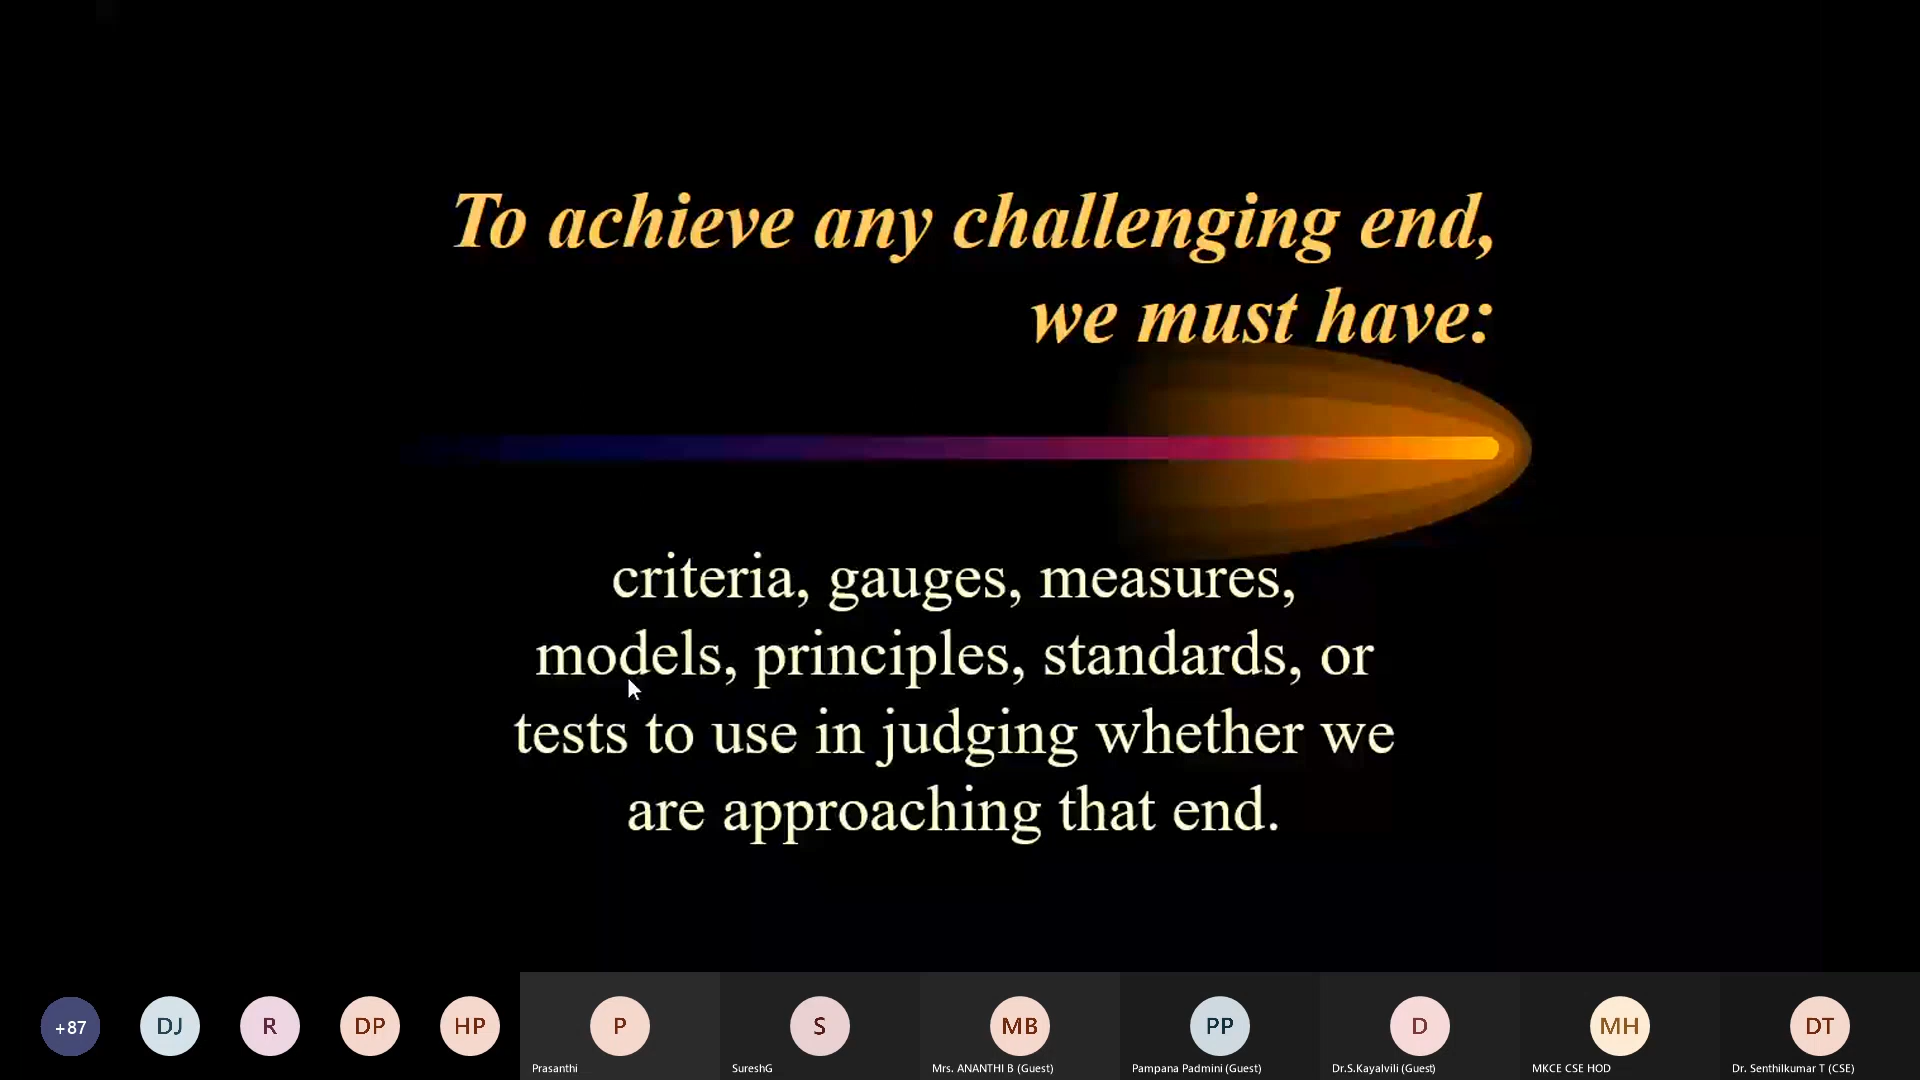 To achieve any challenging end,
we must have:
criteria, gauges, measures,
models, principles, standards, or
tests to use in judging whether we
are approaching that end.
+87
DJ
R
DP
HP
P
S
MB
PP
D
MH
DT
Prasanthi
SureshG
Mrs. ANANTHI B (Guest)
Pampana Padmini (Guest)
Dr.S.Kayalvili (Guest)
MKCE CSE HOD
Dr. Senthilkumar T (CSE)